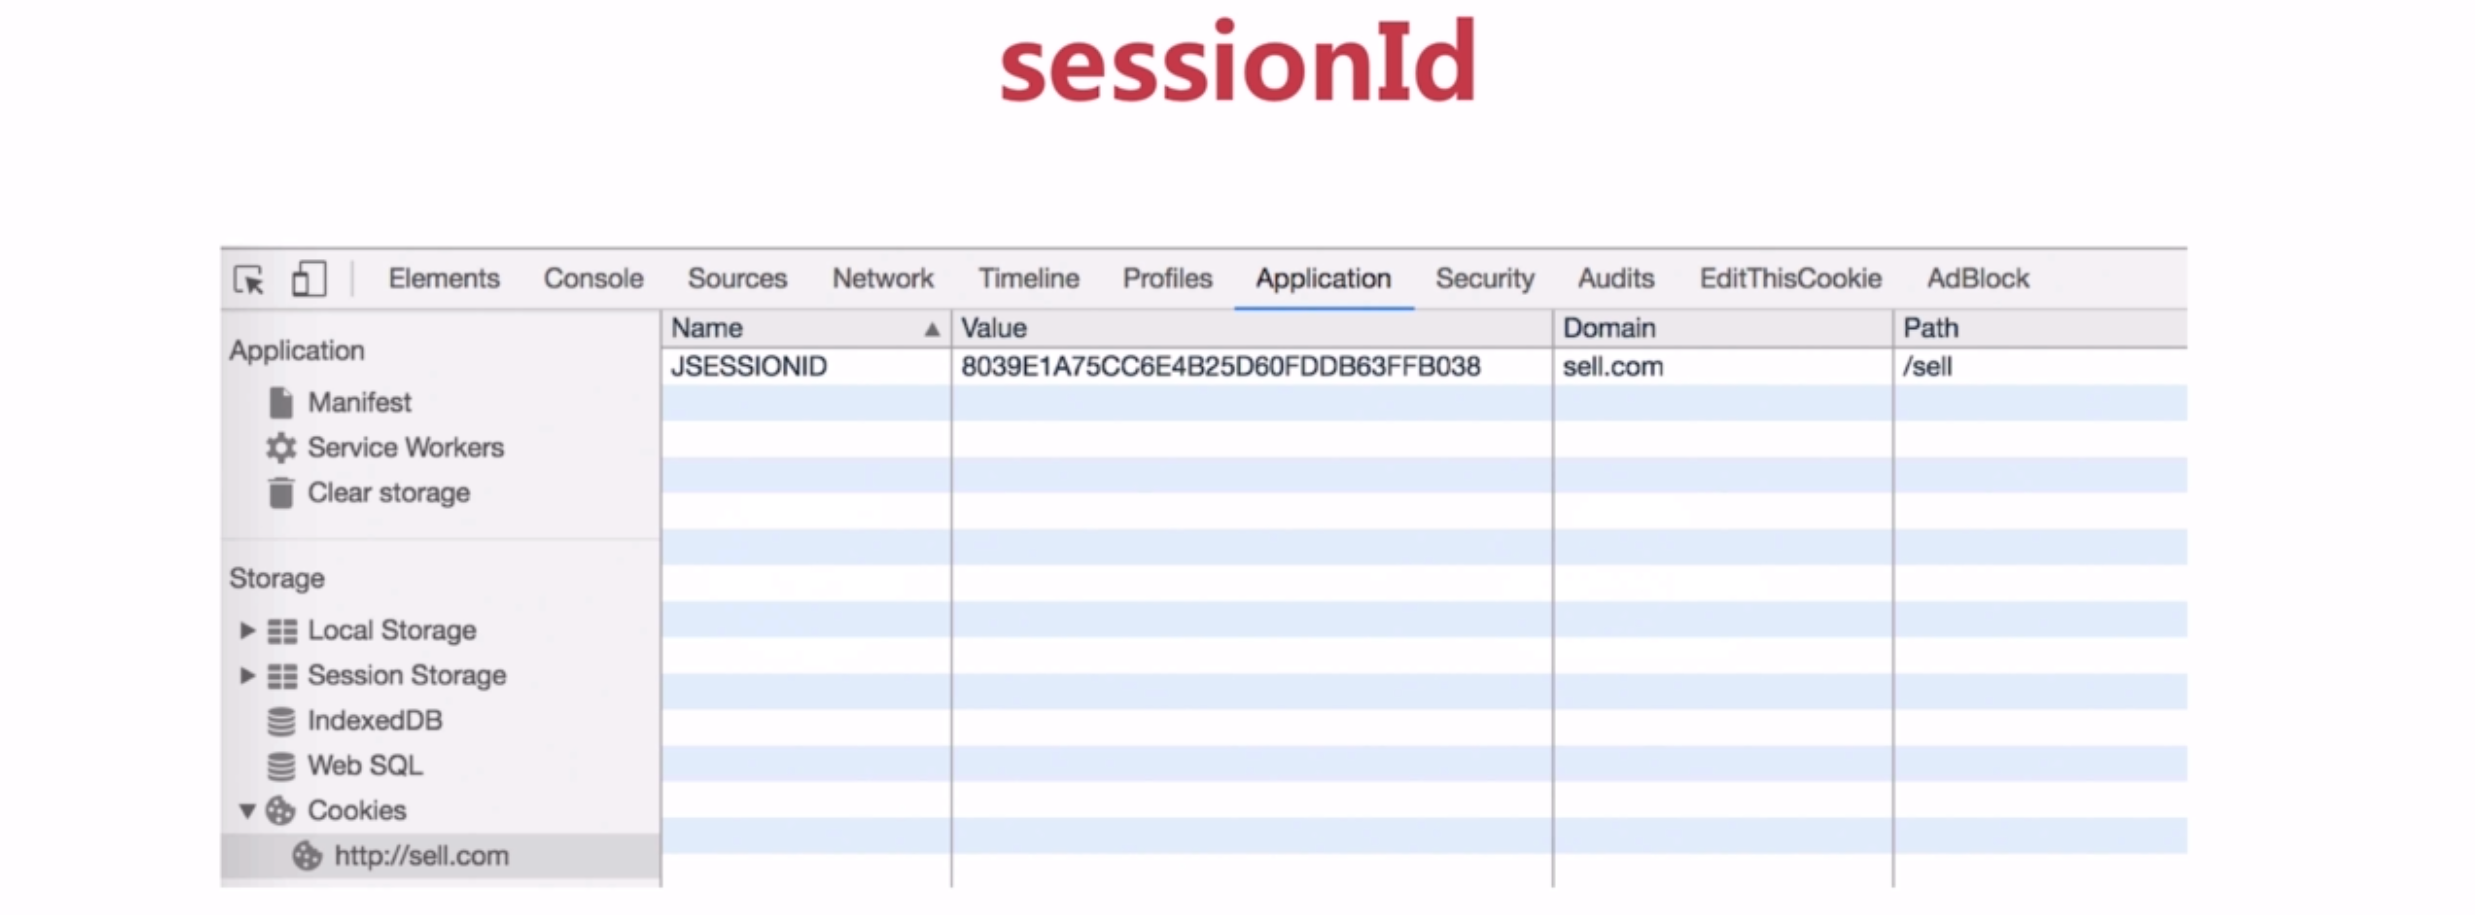 sessionId
Elements Console Sources Network Timeline Profiles Application Security Audits EditThisCookie AdBlock
Application
Manifest
Service Workers
Clear storage
Storage
Local Storage
Session Storage
IndexedDB
Web SQL
Cookies
http://sell.com
Name Value Domain Path
JSESSIONID 8039E1A75CC6E4B25D60FDDB63FFB038 sell.com /sell